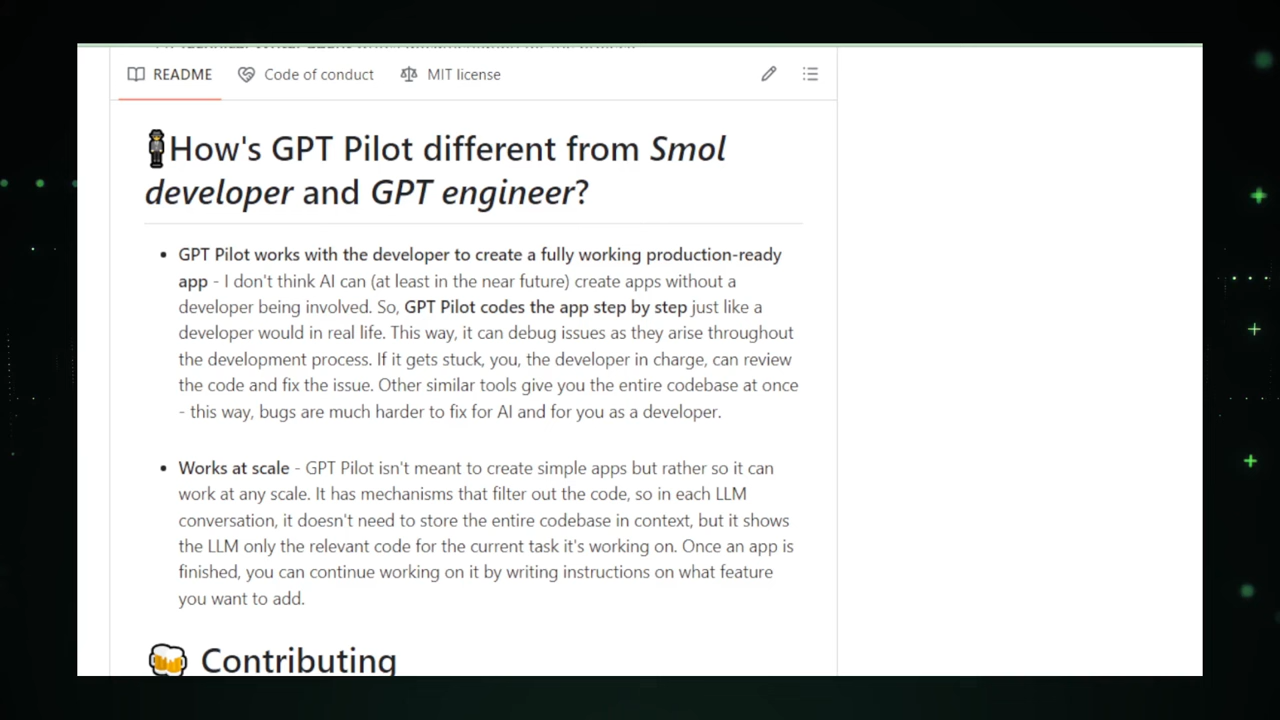 README Code of conduct MIT license
How's GPT Pilot different from Smol
developer and GPT engineer?
• GPT Pilot works with the developer to create a fully working production-ready
app - I don't think AI can (at least in the near future) create apps without a
developer being involved. So, GPT Pilot codes the app step by step just like a
developer would in real life. This way, it can debug issues as they arise throughout
the development process. If it gets stuck, you, the developer in charge, can review
the code and fix the issue. Other similar tools give you the entire codebase at once
- this way, bugs are much harder to fix for AI and for you as a developer.
• Works at scale - GPT Pilot isn't meant to create simple apps but rather so it can
work at any scale. It has mechanisms that filter out the code, so in each LLM
conversation, it doesn't need to store the entire codebase in context, but it shows
the LLM only the relevant code for the current task it's working on. Once an app is
finished, you can continue working on it by writing instructions on what feature
you want to add.
Contributing